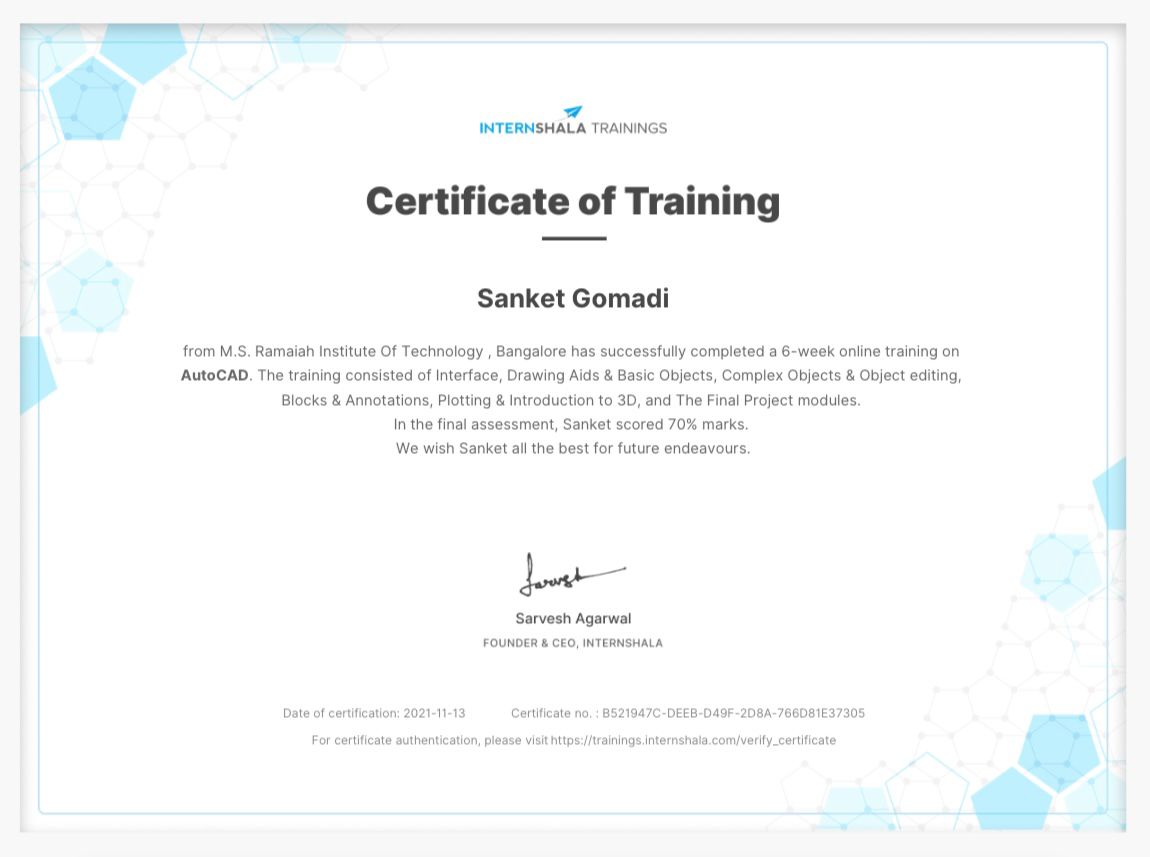 INTERNSHALA TRAININGS
Certificate of Training
Sanket Gomadi
from M.S. Ramaiah Institute Of Technology , Bangalore has successfully completed a 6-week online training on
AutoCAD. The training consisted of Interface, Drawing Aids & Basic Objects, Complex Objects & Object editing,
Blocks & Annotations, Plotting & Introduction to 3D, and The Final Project modules.
In the final assessment, Sanket scored 70% marks.
We wish Sanket all the best for future endeavours.
Sarvesh
Sarvesh Agarwal
FOUNDER & CEO, INTERNSHALA
Date of certification: 2021-11-13 Certificate no. : B521947C-DEEB-D49F-2D8A-766D81E37305
For certificate authentication, please visit https://trainings.internshala.com/verify_certificate